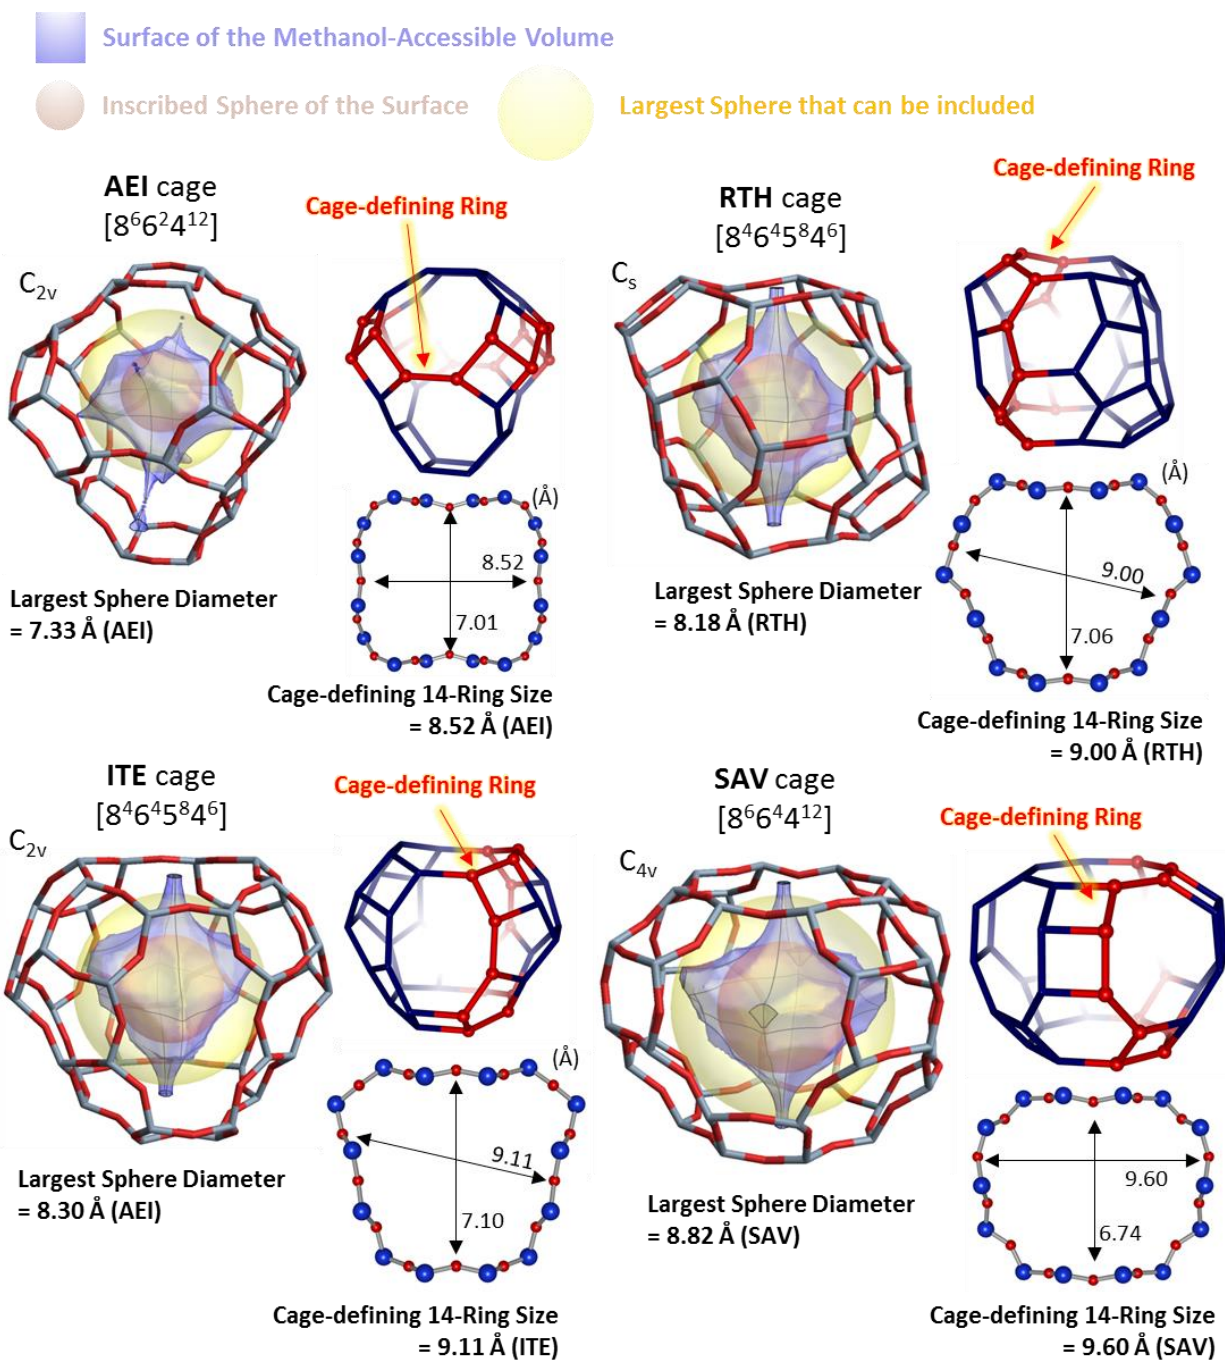 Surface of the Methanol-Accessible Volume
Inscribed Sphere of the Surface
Largest Sphere that can be included
AEI cage
[8⁶6²4¹²]
C₂ᵥ
Cage-defining Ring
(Å)
8.52
7.01
Largest Sphere Diameter
= 7.33 Å (AEI)
Cage-defining 14-Ring Size
= 8.52 Å (AEI)
RTH cage
[8⁴6⁴5⁸4⁶]
Cₛ
Cage-defining Ring
(Å)
9.00
7.06
Largest Sphere Diameter
= 8.18 Å (RTH)
Cage-defining 14-Ring Size
= 9.00 Å (RTH)
ITE cage
[8⁴6⁴5⁸4⁶]
C₂ᵥ
Cage-defining Ring
(Å)
9.11
7.10
Largest Sphere Diameter
= 8.30 Å (AEI)
Cage-defining 14-Ring Size
= 9.11 Å (ITE)
SAV cage
[8⁶6⁴4¹²]
C₄ᵥ
Cage-defining Ring
9.60
6.74
Largest Sphere Diameter
= 8.82 Å (SAV)
Cage-defining 14-Ring Size
= 9.60 Å (SAV)